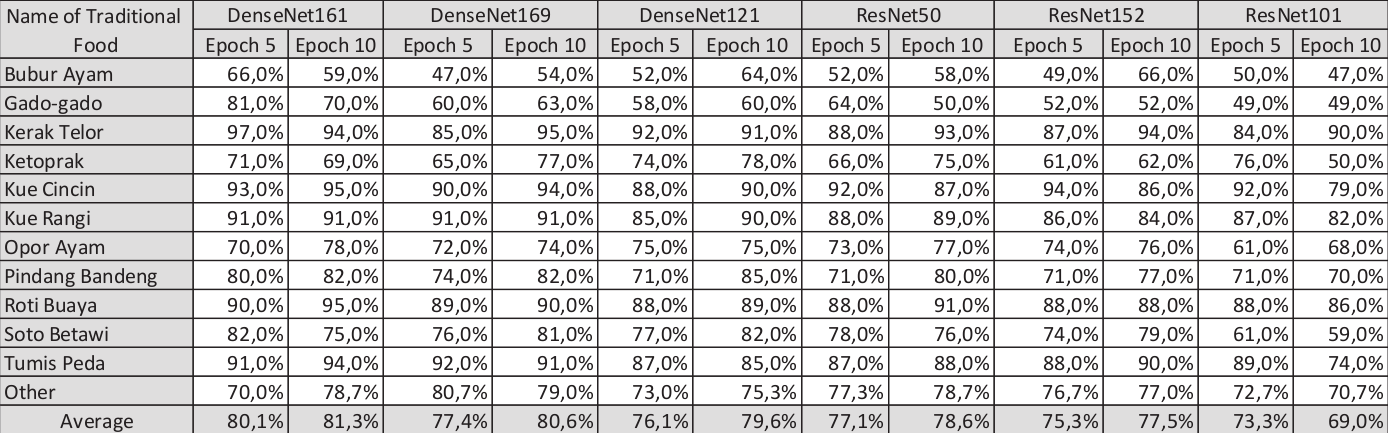 Name of Traditional Food DenseNet161 DenseNet169 DenseNet121 ResNet50 ResNet152 ResNet101
Epoch 5 Epoch 10 Epoch 5 Epoch 10 Epoch 5 Epoch 10 Epoch 5 Epoch 10 Epoch 5 Epoch 10 Epoch 5 Epoch 10
Bubur Ayam 66,0% 59,0% 47,0% 54,0% 52,0% 64,0% 52,0% 58,0% 49,0% 66,0% 50,0% 47,0%
Gado-gado 81,0% 70,0% 60,0% 63,0% 58,0% 60,0% 64,0% 50,0% 52,0% 52,0% 49,0% 49,0%
Kerak Telor 97,0% 94,0% 85,0% 95,0% 92,0% 91,0% 88,0% 93,0% 87,0% 94,0% 84,0% 90,0%
Ketoprak 71,0% 69,0% 65,0% 77,0% 74,0% 78,0% 66,0% 75,0% 61,0% 62,0% 76,0% 50,0%
Kue Cincin 93,0% 95,0% 90,0% 94,0% 88,0% 90,0% 92,0% 87,0% 94,0% 86,0% 92,0% 79,0%
Kue Rangi 91,0% 91,0% 91,0% 91,0% 85,0% 90,0% 88,0% 89,0% 86,0% 84,0% 87,0% 82,0%
Opor Ayam 70,0% 78,0% 72,0% 74,0% 75,0% 75,0% 73,0% 77,0% 74,0% 76,0% 61,0% 68,0%
Pindang Bandeng 80,0% 82,0% 74,0% 82,0% 71,0% 85,0% 71,0% 80,0% 71,0% 77,0% 71,0% 70,0%
Roti Buaya 90,0% 95,0% 89,0% 90,0% 88,0% 89,0% 88,0% 91,0% 88,0% 88,0% 88,0% 86,0%
Soto Betawi 82,0% 75,0% 76,0% 81,0% 77,0% 82,0% 78,0% 76,0% 74,0% 79,0% 61,0% 59,0%
Tumis Peda 91,0% 94,0% 92,0% 91,0% 87,0% 85,0% 87,0% 88,0% 88,0% 90,0% 89,0% 74,0%
Other 70,0% 78,7% 80,7% 79,0% 73,0% 75,3% 77,3% 78,7% 76,7% 77,0% 72,7% 70,7%
Average 80,1% 81,3% 77,4% 80,6% 76,1% 79,6% 77,1% 78,6% 75,3% 77,5% 73,3% 69,0%